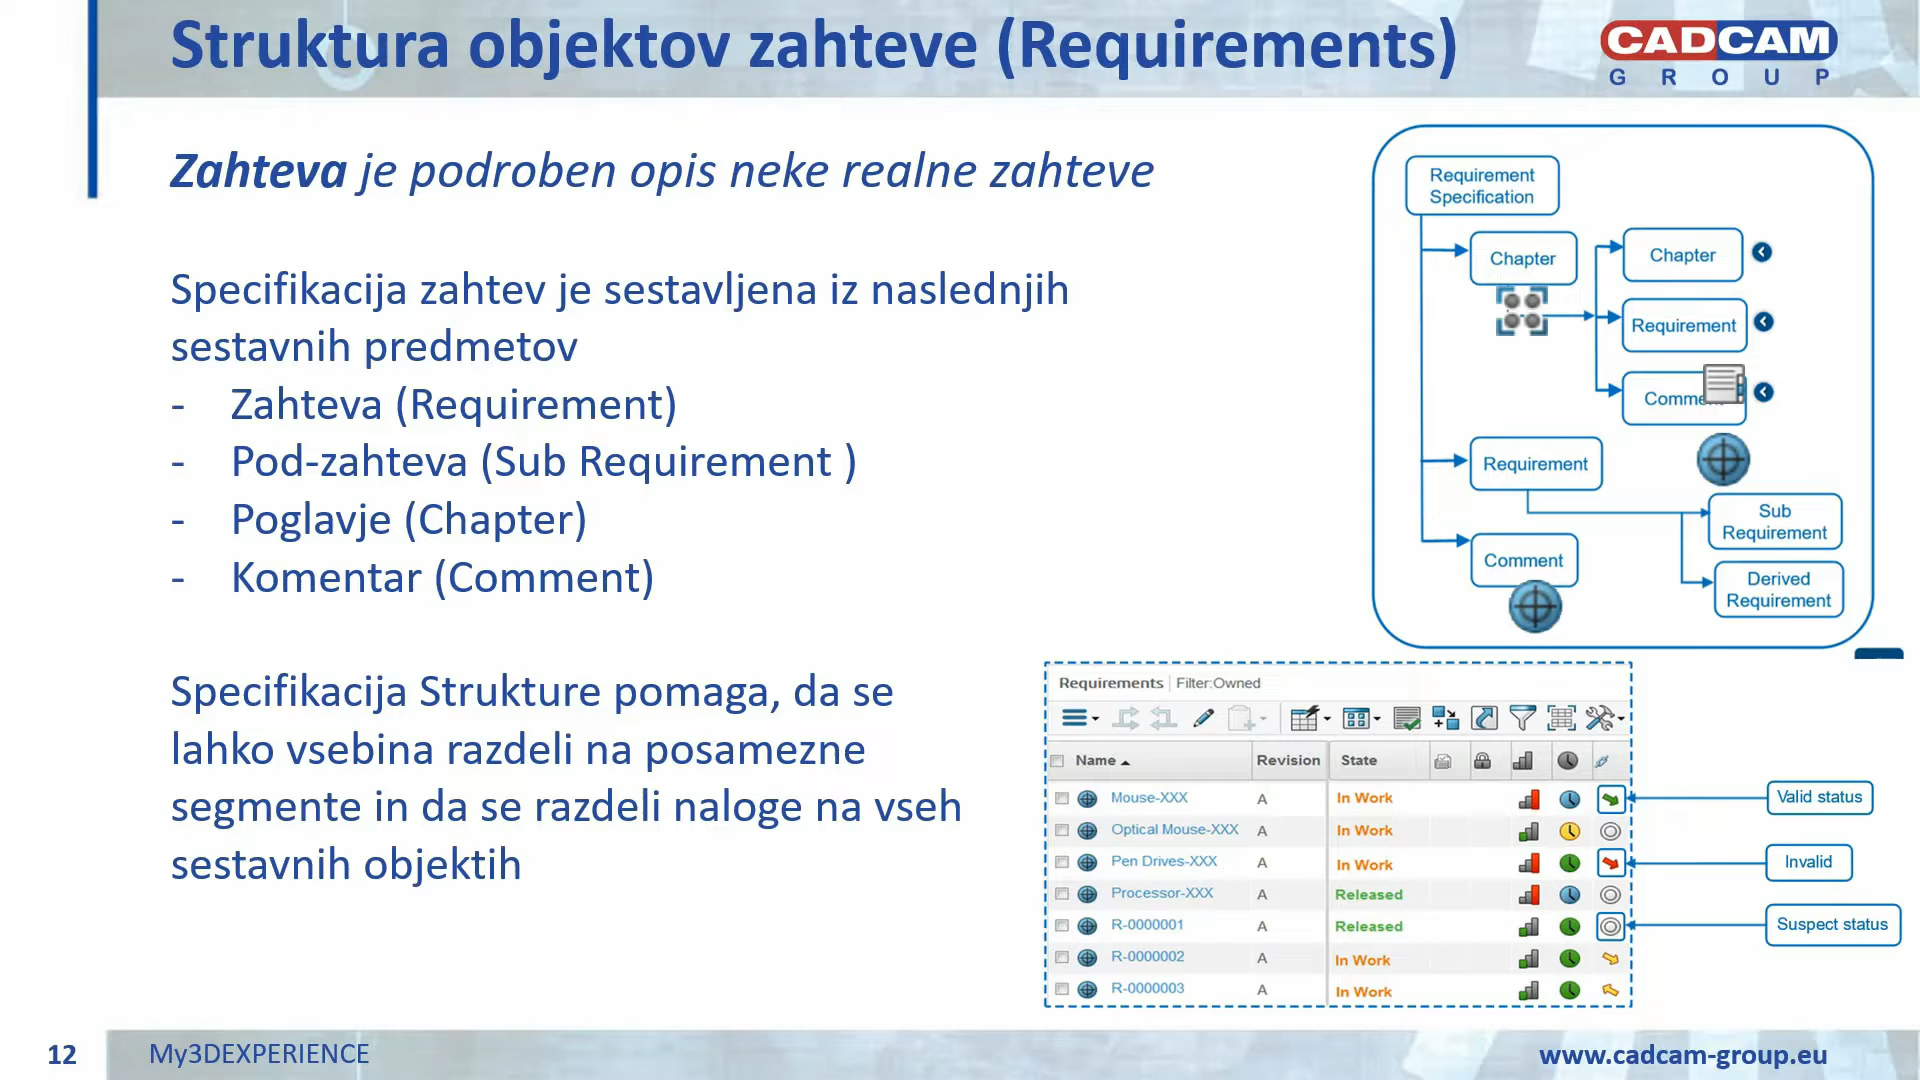 Struktura objektov zahteve (Requirements)
CADCAM
GROUP
Zahteva je podroben opis neke realne zahteve
Specifikacija zahtev je sestavljena iz naslednjih
sestavnih predmetov
- Zahteva (Requirement)
- Pod-zahteva (Sub Requirement )
- Poglavje (Chapter)
- Komentar (Comment)
Specifikacija Strukture pomaga, da se
lahko vsebina razdeli na posamezne
segmente in da se razdeli naloge na vseh
sestavnih objektih
Requirement
Specification
Chapter
Chapter
Requirement
Comme
Requirement
Sub
Requirement
Comment
Derived
Requirement
Requirements | Filter:Owned
Name Revision State
Mouse-XXX A In Work
Optical Mouse-XXX A In Work
Pen Drives-XXX A In Work
Processor-XXX A Released
R-0000001 A Released
R-0000002 A In Work
R-0000003 A In Work
Valid status
Invalid
Suspect status
12 My3DEXPERIENCE www.cadcam-group.eu